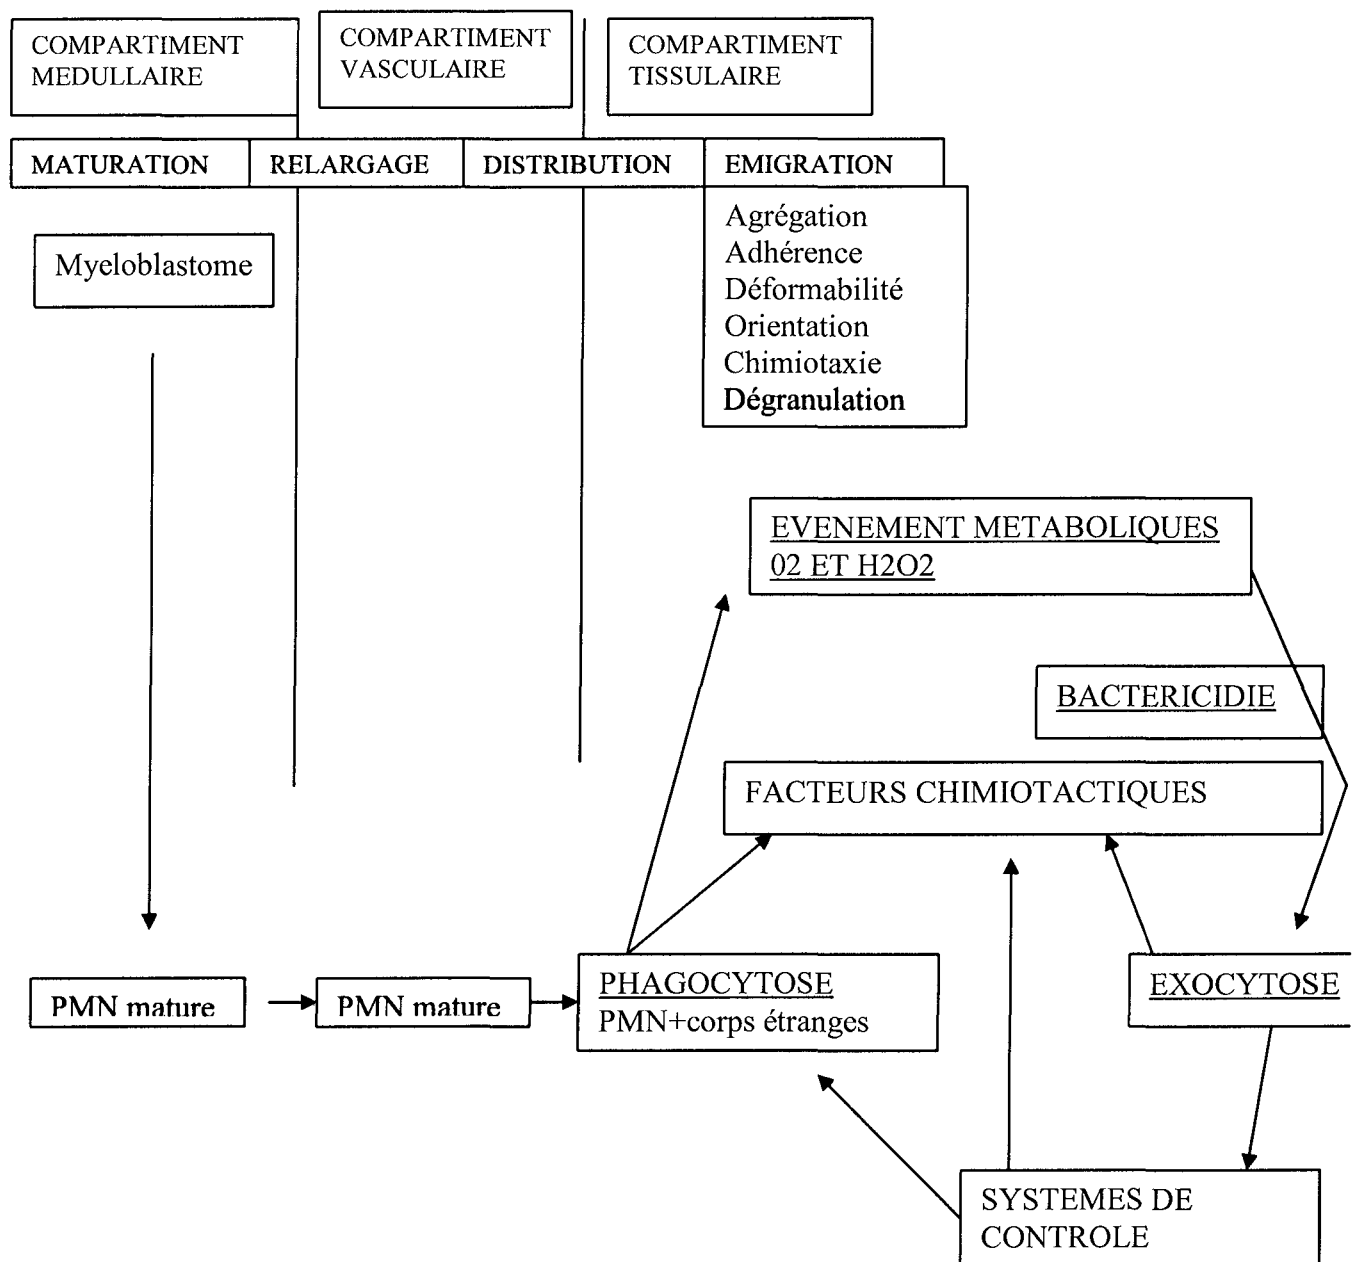 COMPARTIMENT
MEDULLAIRE
COMPARTIMENT
VASCULAIRE
COMPARTIMENT
TISSULAIRE
MATURATION
RELARGAGE
DISTRIBUTION
EMIGRATION
Agrégation
Adhérence
Déformabilité
Orientation
Chimiotaxie
Dégranulation
Myeloblastome
EVENEMENT METABOLIQUES
02 ET H2O2
BACTERICIDIE
FACTEURS CHIMIOTACTIQUES
PMN mature
PMN mature
PHAGOCYTOSE
PMN+corps étranges
EXOCYTOSE
SYSTEMES DE
CONTROLE